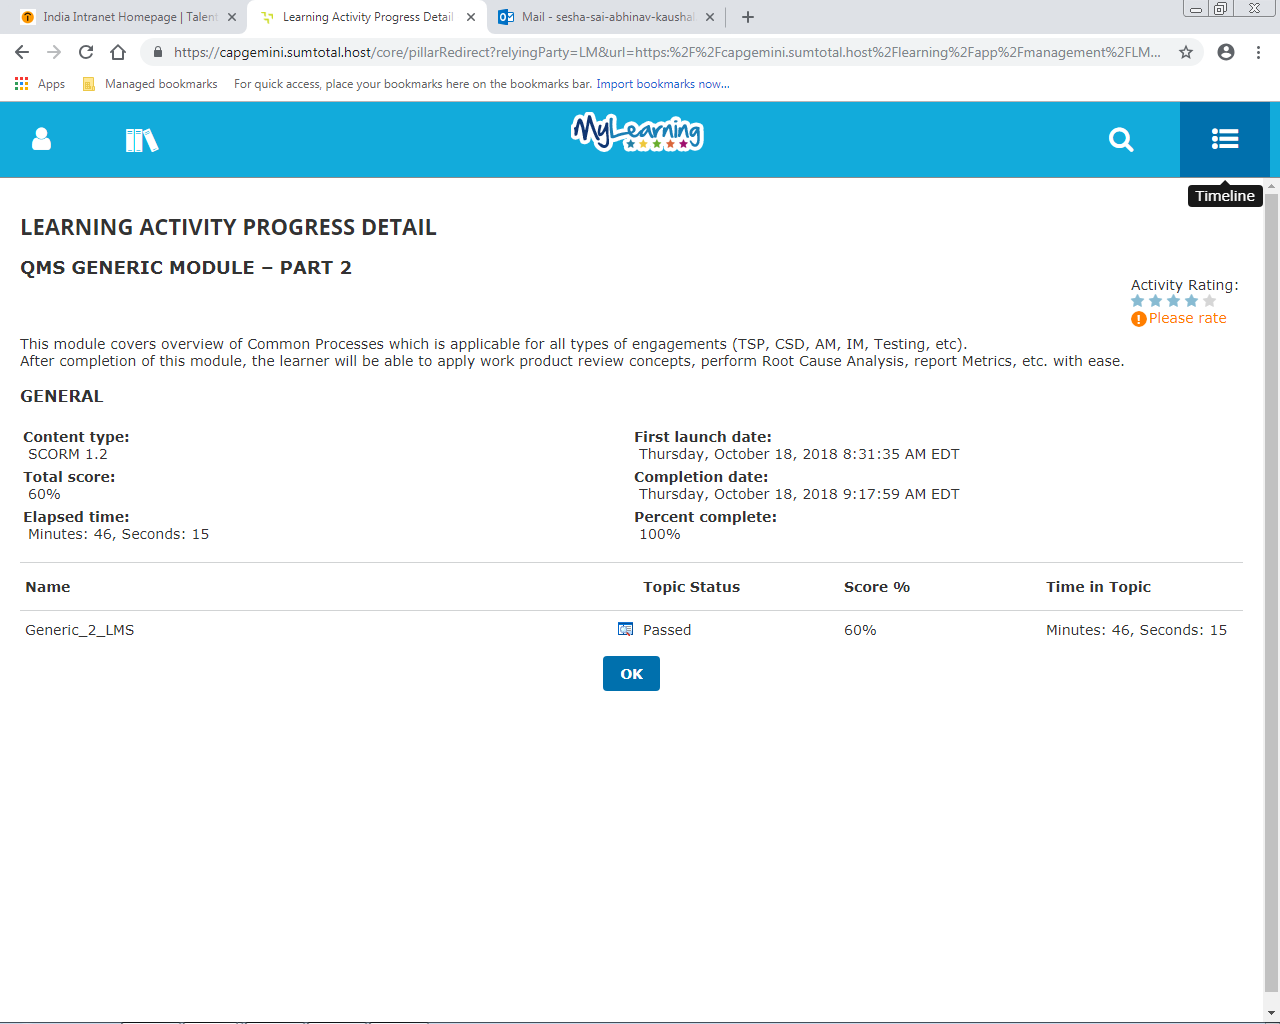 India Intranet Homepage | Talent
Learning Activity Progress Detail
Mail - sesha-sai-abhinav-kaushal
https://capgemini.sumtotal.host/core/pillarRedirect?relyingParty=LM&url=https:%2F%2Fcapgemini.sumtotal.host%2Flearning%2Fapp%2Fmanagement%2FLM...
Apps Managed bookmarks For quick access, place your bookmarks here on the bookmarks bar. Import bookmarks now...
MyLearning
Timeline
LEARNING ACTIVITY PROGRESS DETAIL
QMS GENERIC MODULE – PART 2
Activity Rating:
Please rate
This module covers overview of Common Processes which is applicable for all types of engagements (TSP, CSD, AM, IM, Testing, etc).
After completion of this module, the learner will be able to apply work product review concepts, perform Root Cause Analysis, report Metrics, etc. with ease.
GENERAL
Content type: First launch date:
SCORM 1.2 Thursday, October 18, 2018 8:31:35 AM EDT
Total score: Completion date:
60% Thursday, October 18, 2018 9:17:59 AM EDT
Elapsed time: Percent complete:
Minutes: 46, Seconds: 15 100%
Name Topic Status Score % Time in Topic
Generic_2_LMS Passed 60% Minutes: 46, Seconds: 15
OK